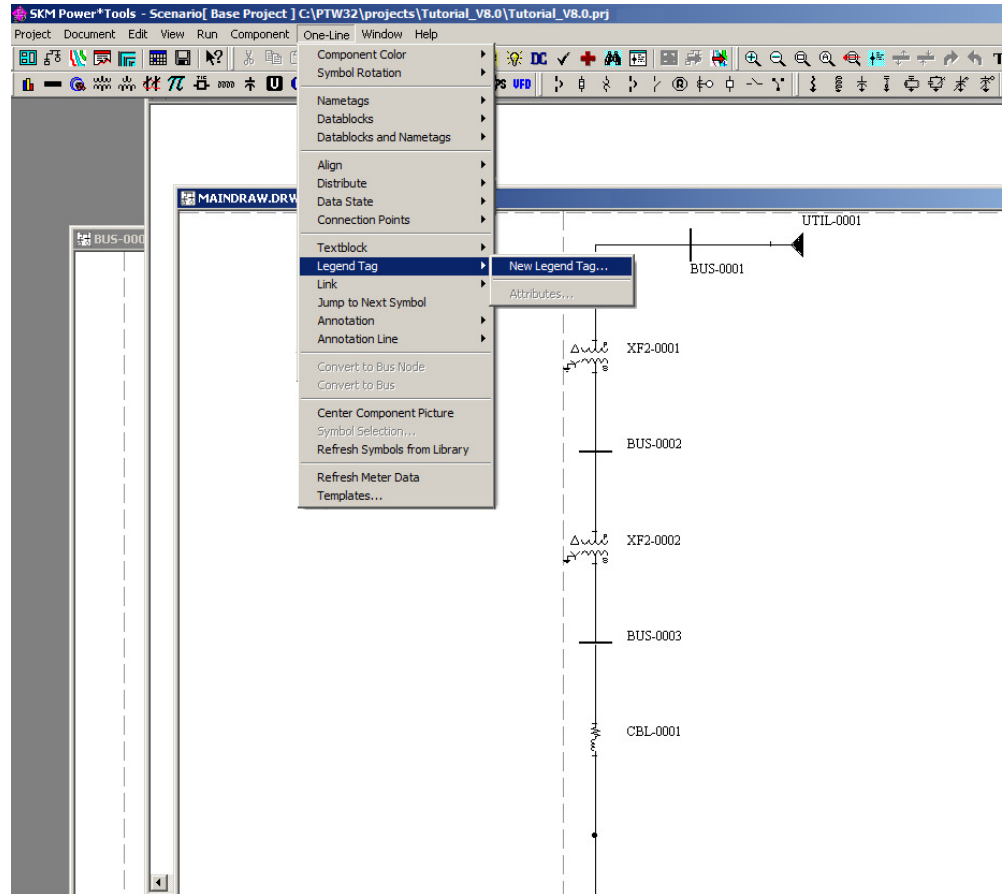 SKM Power*Tools - Scenario[ Base Project ] C:\PTW32\projects\Tutorial_V8.0\Tutorial_V8.0.prj
Project Document Edit View Run Component One-Line Window Help
DC
UFD
Component Color
Symbol Rotation
Nametags
Datablocks
Datablocks and Nametags
Align
Distribute
Data State
Connection Points
Textblock
Legend Tag
Link
Jump to Next Symbol
Annotation
Annotation Line
Convert to Bus Node
Convert to Bus
Center Component Picture
Symbol Selection...
Refresh Symbols from Library
Refresh Meter Data
Templates...
New Legend Tag...
Attributes...
MAINDRAW.DRW
BUS-000
UTIL-0001
BUS-0001
XF2-0001
BUS-0002
XF2-0002
BUS-0003
CBL-0001